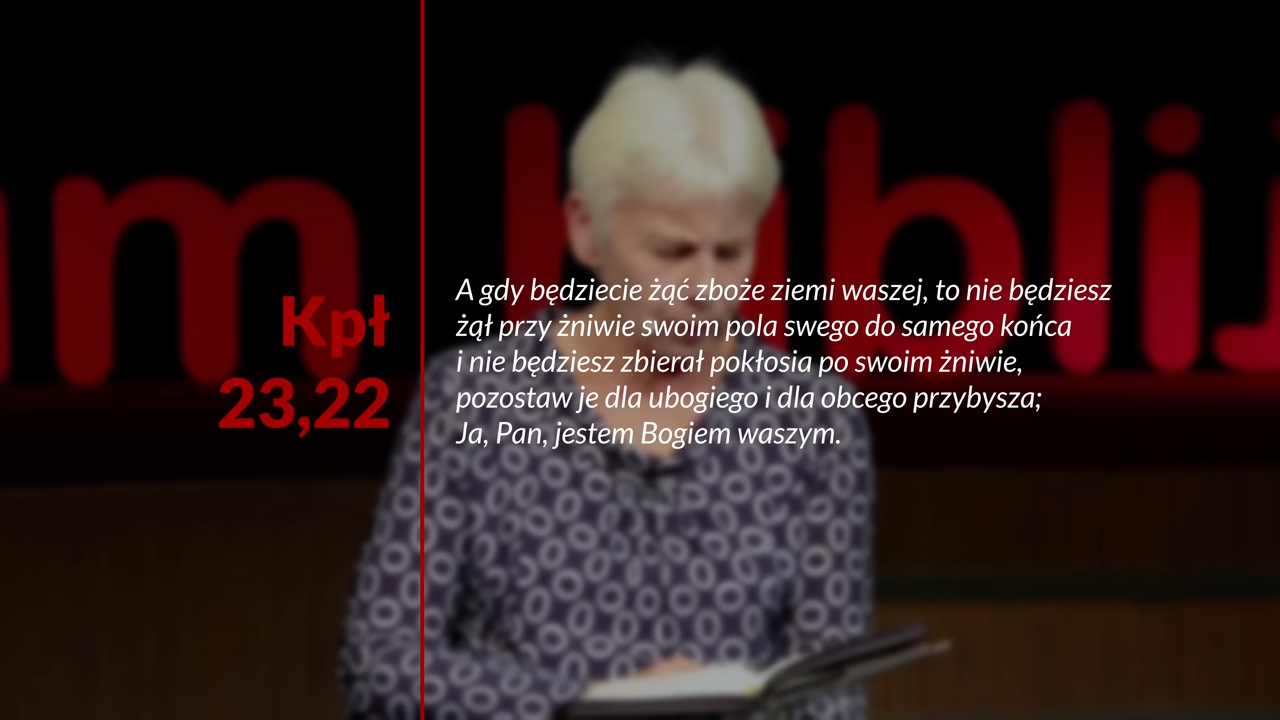 m biblij
Kpł
23,22
A gdy będziecie żąć zboże ziemi waszej, to nie będziesz
żął przy żniwie swoim pola swego do samego końca
i nie będziesz zbierał pokłosia po swoim żniwie,
pozostaw je dla ubogiego i dla obcego przybysza;
Ja, Pan, jestem Bogiem waszym.